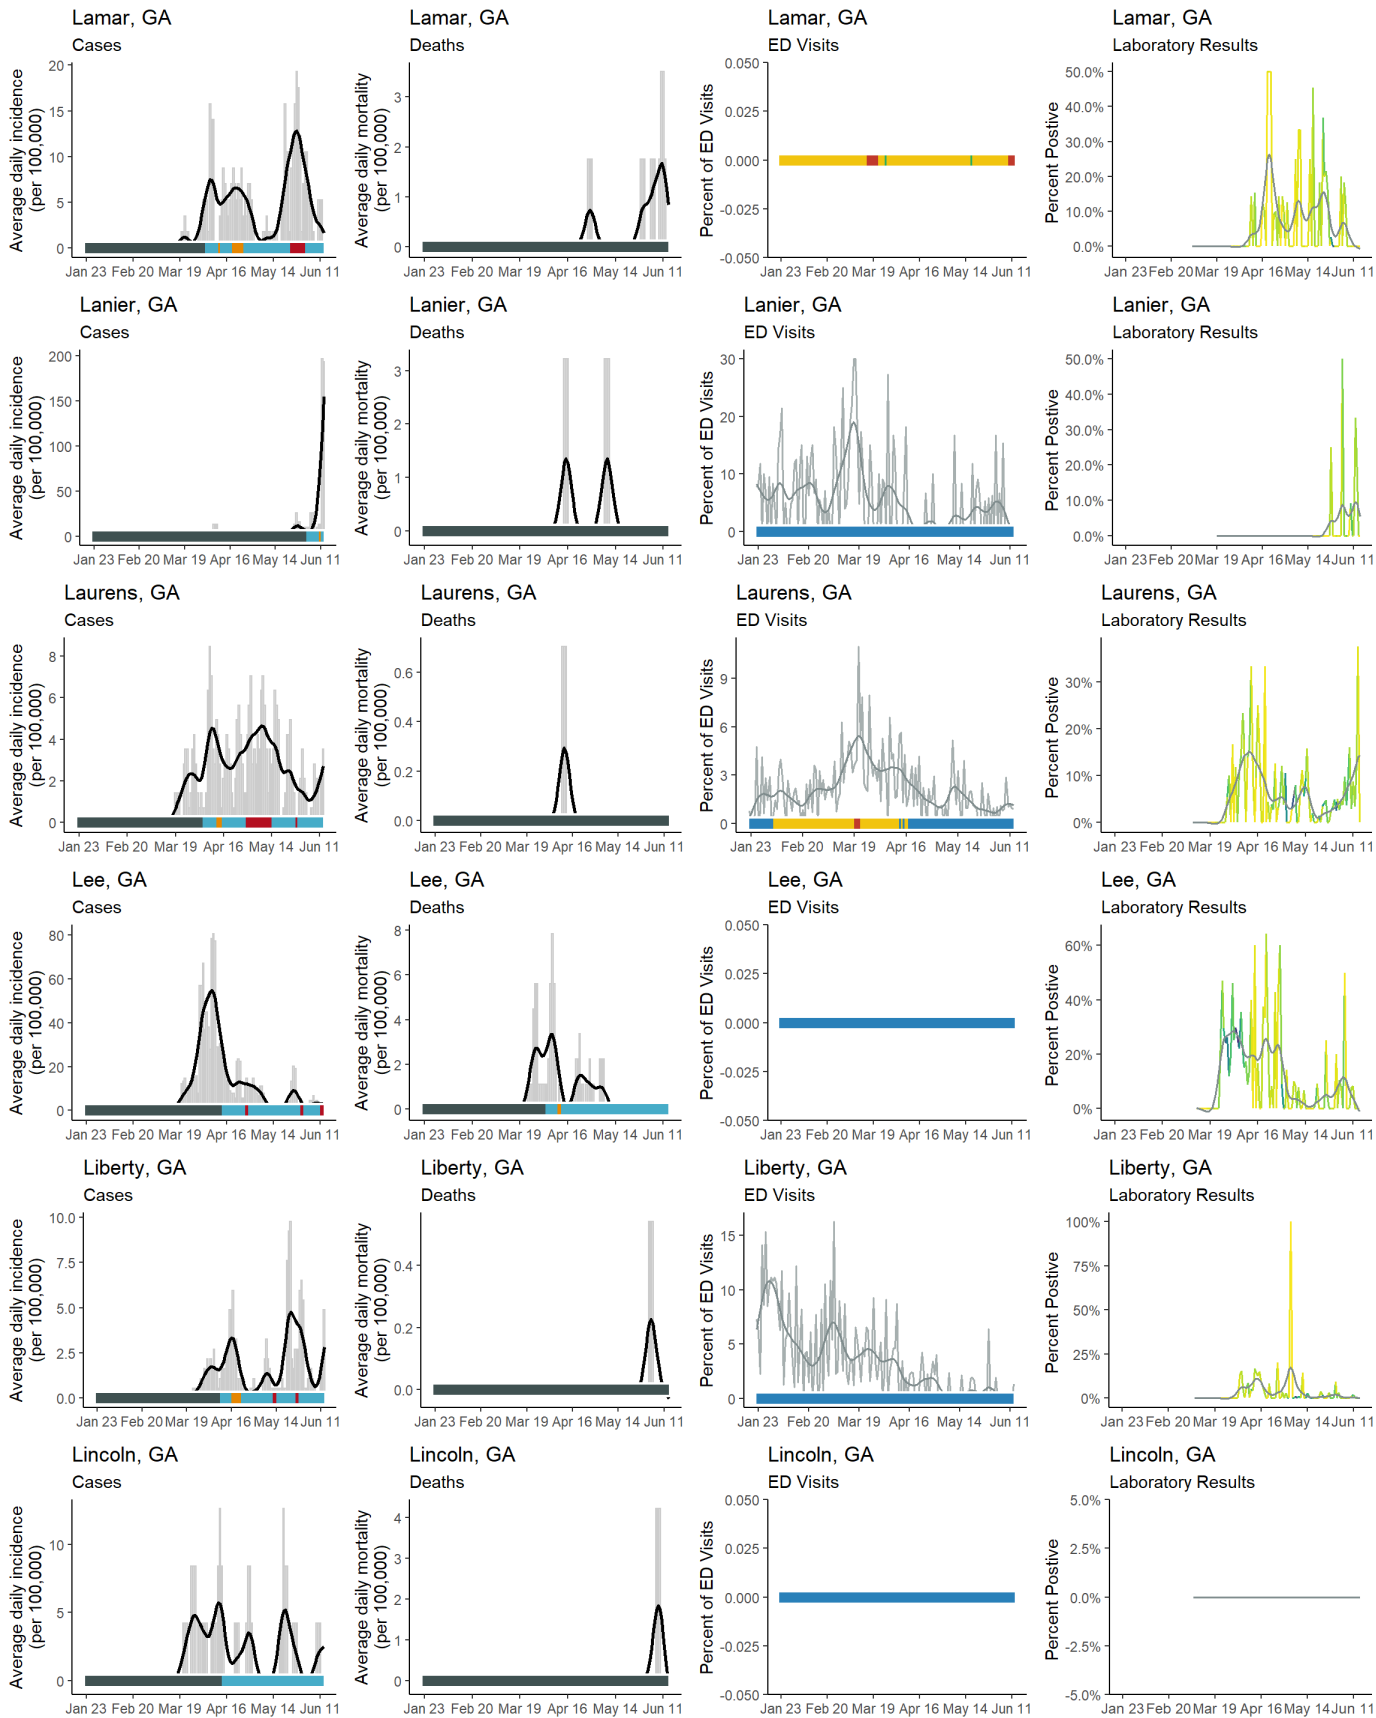 Lamar, GA
Cases
Average daily incidence
(per 100,000)
20
15
10
5
0
Jan 23 Feb 20 Mar 19 Apr 16 May 14 Jun 11
Lamar, GA
Deaths
Average daily mortality
(per 100,000)
3
2
1
0
Jan 23 Feb 20 Mar 19 Apr 16 May 14 Jun 11
Lamar, GA
ED Visits
Percent of ED Visits
0.050
0.025
0.000
-0.025
-0.050
Jan 23 Feb 20 Mar 19 Apr 16 May 14 Jun 11
Lamar, GA
Laboratory Results
Percent Postive
50.0%
40.0%
30.0%
20.0%
10.0%
0.0%
Jan 23 Feb 20 Mar 19 Apr 16 May 14 Jun 11
Lanier, GA
Cases
Average daily incidence
(per 100,000)
200
150
100
50
0
Jan 23 Feb 20 Mar 19 Apr 16 May 14 Jun 11
Lanier, GA
Deaths
Average daily mortality
(per 100,000)
3
2
1
0
Jan 23 Feb 20 Mar 19 Apr 16 May 14 Jun 11
Lanier, GA
ED Visits
Percent of ED Visits
30
20
10
0
Jan 23 Feb 20 Mar 19 Apr 16 May 14 Jun 11
Lanier, GA
Laboratory Results
Percent Postive
50.0%
40.0%
30.0%
20.0%
10.0%
0.0%
Jan 23 Feb 20 Mar 19 Apr 16 May 14 Jun 11
Laurens, GA
Cases
Average daily incidence
(per 100,000)
8
6
4
2
0
Jan 23 Feb 20 Mar 19 Apr 16 May 14 Jun 11
Laurens, GA
Deaths
Average daily mortality
(per 100,000)
0.6
0.4
0.2
0.0
Jan 23 Feb 20 Mar 19 Apr 16 May 14 Jun 11
Laurens, GA
ED Visits
Percent of ED Visits
9
6
3
0
Jan 23 Feb 20 Mar 19 Apr 16 May 14 Jun 11
Laurens, GA
Laboratory Results
Percent Postive
30%
20%
10%
0%
Jan 23 Feb 20 Mar 19 Apr 16 May 14 Jun 11
Lee, GA
Cases
Average daily incidence
(per 100,000)
80
60
40
20
0
Jan 23 Feb 20 Mar 19 Apr 16 May 14 Jun 11
Lee, GA
Deaths
Average daily mortality
(per 100,000)
8
6
4
2
0
Jan 23 Feb 20 Mar 19 Apr 16 May 14 Jun 11
Lee, GA
ED Visits
Percent of ED Visits
0.050
0.025
0.000
-0.025
-0.050
Jan 23 Feb 20 Mar 19 Apr 16 May 14 Jun 11
Lee, GA
Laboratory Results
Percent Postive
60%
40%
20%
0%
Jan 23 Feb 20 Mar 19 Apr 16 May 14 Jun 11
Liberty, GA
Cases
Average daily incidence
(per 100,000)
10.0
7.5
5.0
2.5
0.0
Jan 23 Feb 20 Mar 19 Apr 16 May 14 Jun 11
Liberty, GA
Deaths
Average daily mortality
(per 100,000)
0.4
0.2
0.0
Jan 23 Feb 20 Mar 19 Apr 16 May 14 Jun 11
Liberty, GA
ED Visits
Percent of ED Visits
15
10
5
0
Jan 23 Feb 20 Mar 19 Apr 16 May 14 Jun 11
Liberty, GA
Laboratory Results
Percent Postive
100%
75%
50%
25%
0%
Jan 23 Feb 20 Mar 19 Apr 16 May 14 Jun 11
Lincoln, GA
Cases
Average daily incidence
(per 100,000)
10
5
0
Jan 23 Feb 20 Mar 19 Apr 16 May 14 Jun 11
Lincoln, GA
Deaths
Average daily mortality
(per 100,000)
4
3
2
1
0
Jan 23 Feb 20 Mar 19 Apr 16 May 14 Jun 11
Lincoln, GA
ED Visits
Percent of ED Visits
0.050
0.025
0.000
-0.025
-0.050
Jan 23 Feb 20 Mar 19 Apr 16 May 14 Jun 11
Lincoln, GA
Laboratory Results
Percent Postive
5.0%
2.5%
0.0%
-2.5%
-5.0%
Jan 23 Feb 20 Mar 19 Apr 16 May 14 Jun 11